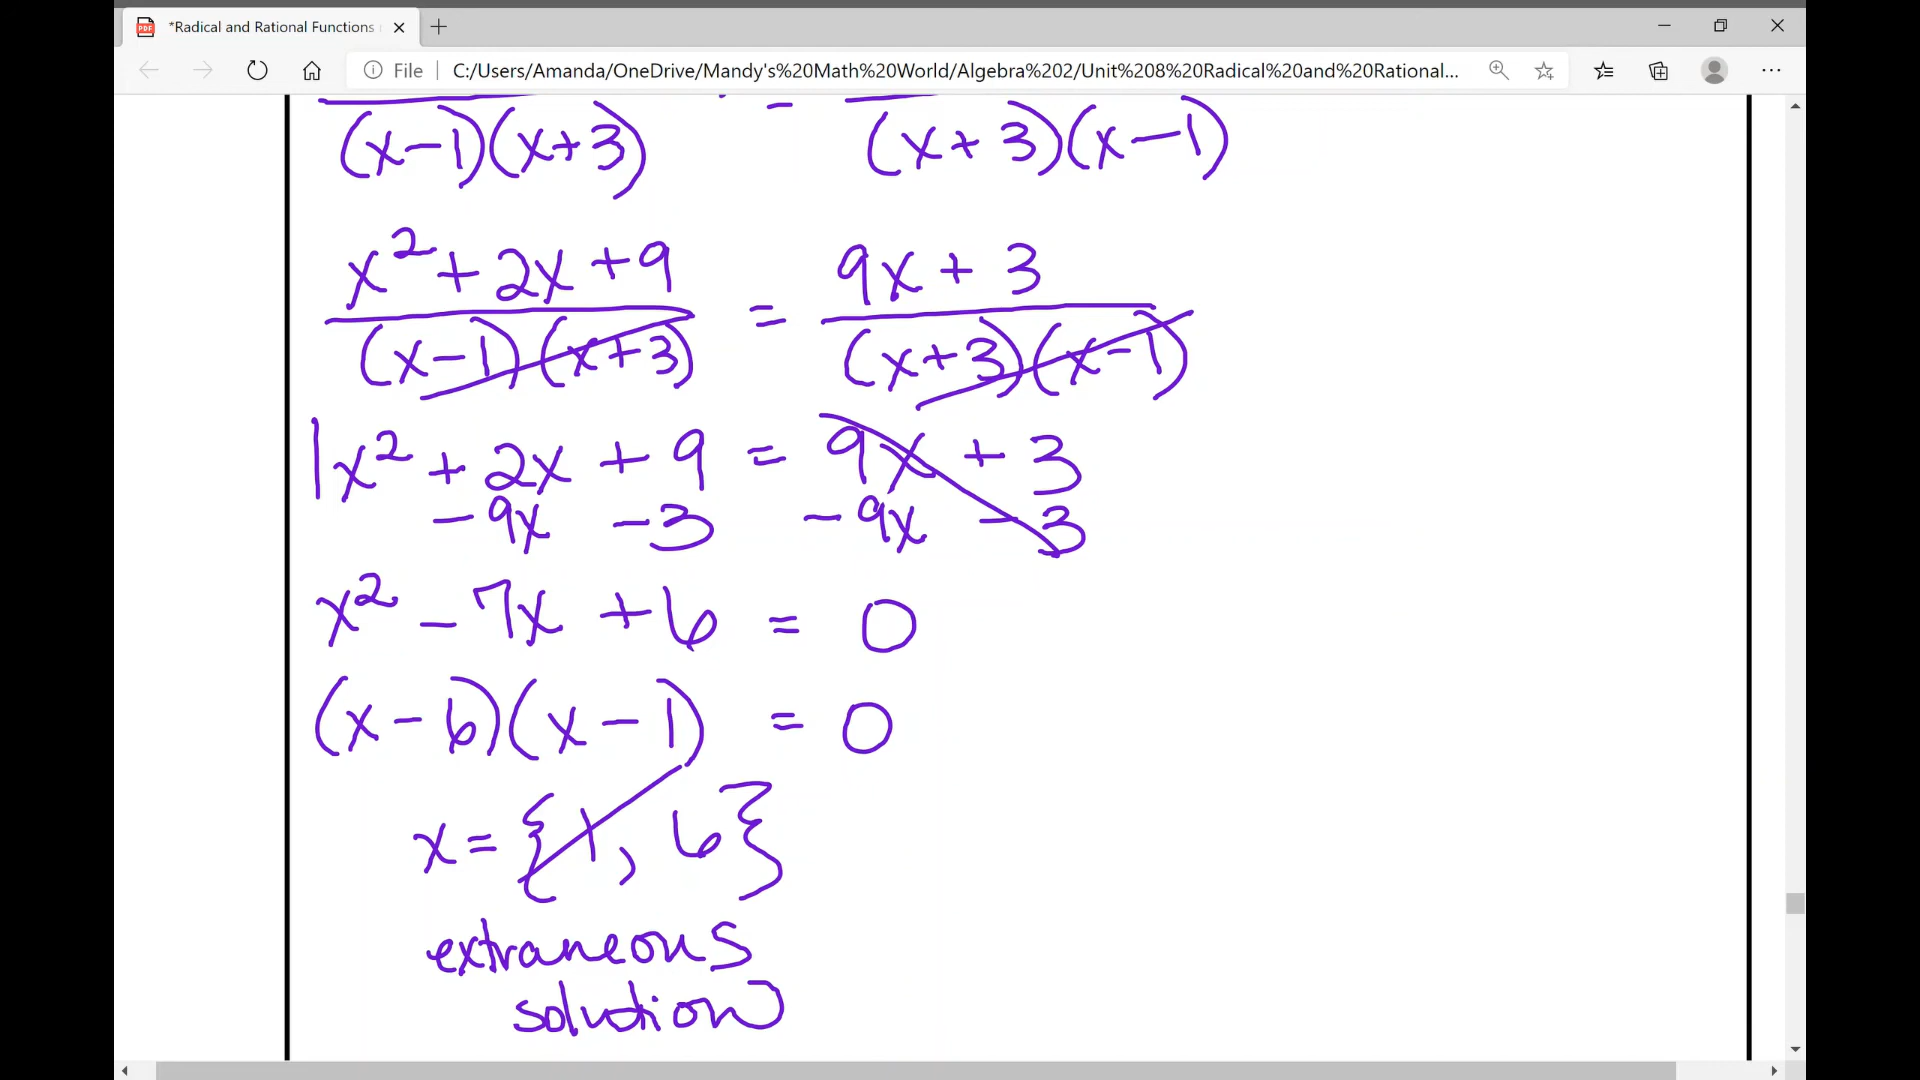 *Radical and Rational Functions
File C:/Users/Amanda/OneDrive/Mandy's%20Math%20World/Algebra%202/Unit%208%20Radical%20and%20Rational...
(x-1)(x+3) = (x+3)(x-1)
x² + 2x + 9 = 9x + 3
(x-1)(x+3) (x+3)(x-1)
1x² + 2x + 9 = 9x + 3
-9x -3 -9x -3
x² - 7x + 6 = 0
(x-6)(x-1) = 0
x = {1, 6}
extraneous
solution